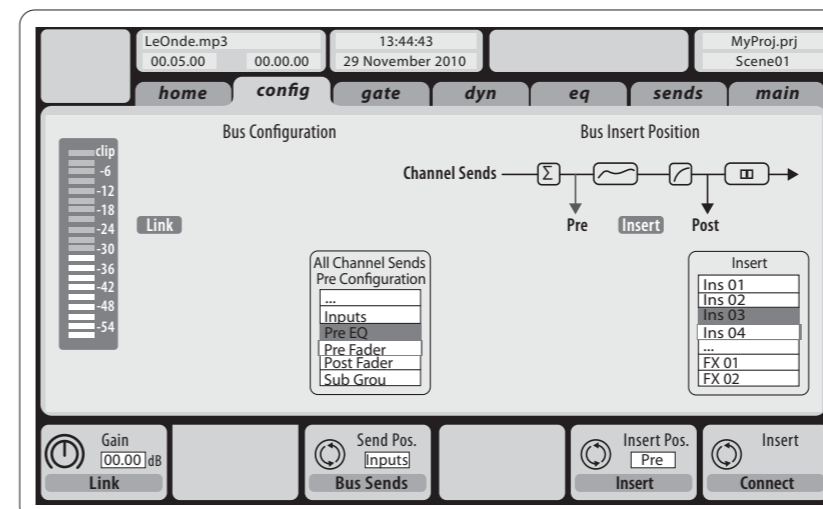 LeOnde.mp3
00.05.00 00.00.00
13:44:43
29 November 2010
MyProj.prj
Scene01
home config gate dyn eq sends main
Bus Configuration
Bus Insert Position
clip
-6
-12
-18
-24
-30
-36
-42
-48
-54
Link
Channel Sends
Σ
Pre Insert Post
All Channel Sends
Pre Configuration
...
Inputs
Pre EQ
Pre Fader
Post Fader
Sub Grou
Insert
Ins 01
Ins 02
Ins 03
Ins 04
...
FX 01
FX 02
Gain
00.00 dB
Link
Send Pos.
Inputs
Bus Sends
Insert Pos.
Pre
Insert
Insert
Connect